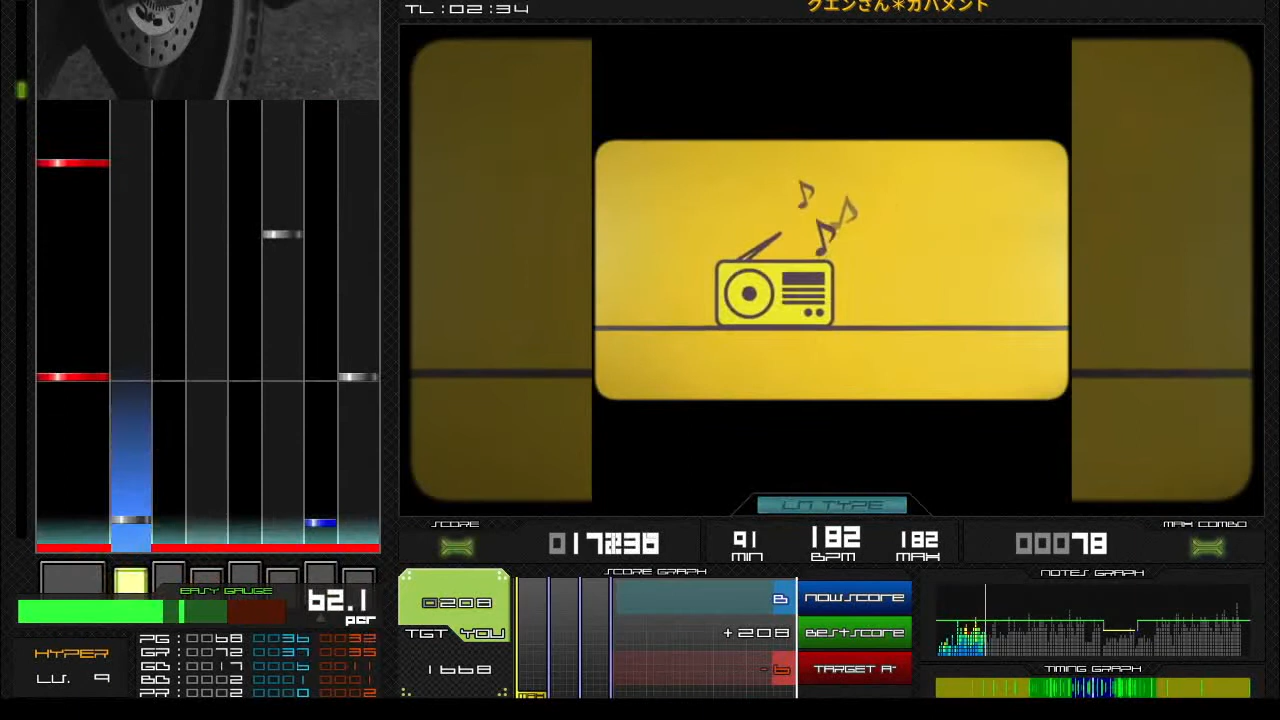 TL:02:34
クエンさん*ガバメント
LN TYPE
SCORE
017236
91
MIN
182
BPM
182
MAX
MAX COMBO
00078
EASY GAUGE
62.1
PCR
HYPER
LV. 9
PG:0068 0036 0032
GR:0072 0037 0035
GD:0017 0006 0011
BD:0002 0001 0001
PR:0002 0000 0002
SCORE GRAPH
0208
TGT YOU
1668
MAX
B
+208
-6
NOWSCORE
BESTSCORE
TARGET A-
NOTES GRAPH
TIMING GRAPH